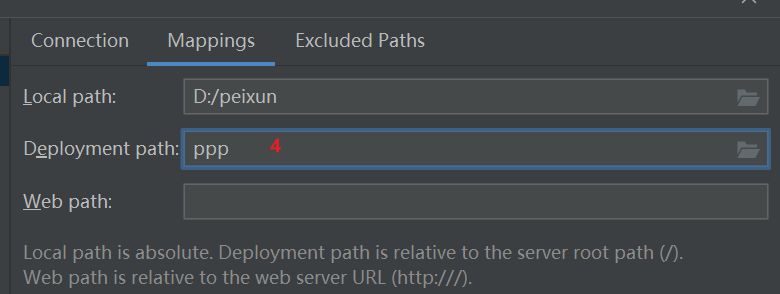 Connection Mappings Excluded Paths
Local path: D:/peixun
Deployment path: ppp 4
Web path:
Local path is absolute. Deployment path is relative to the server root path (/).
Web path is relative to the web server URL (http:///).